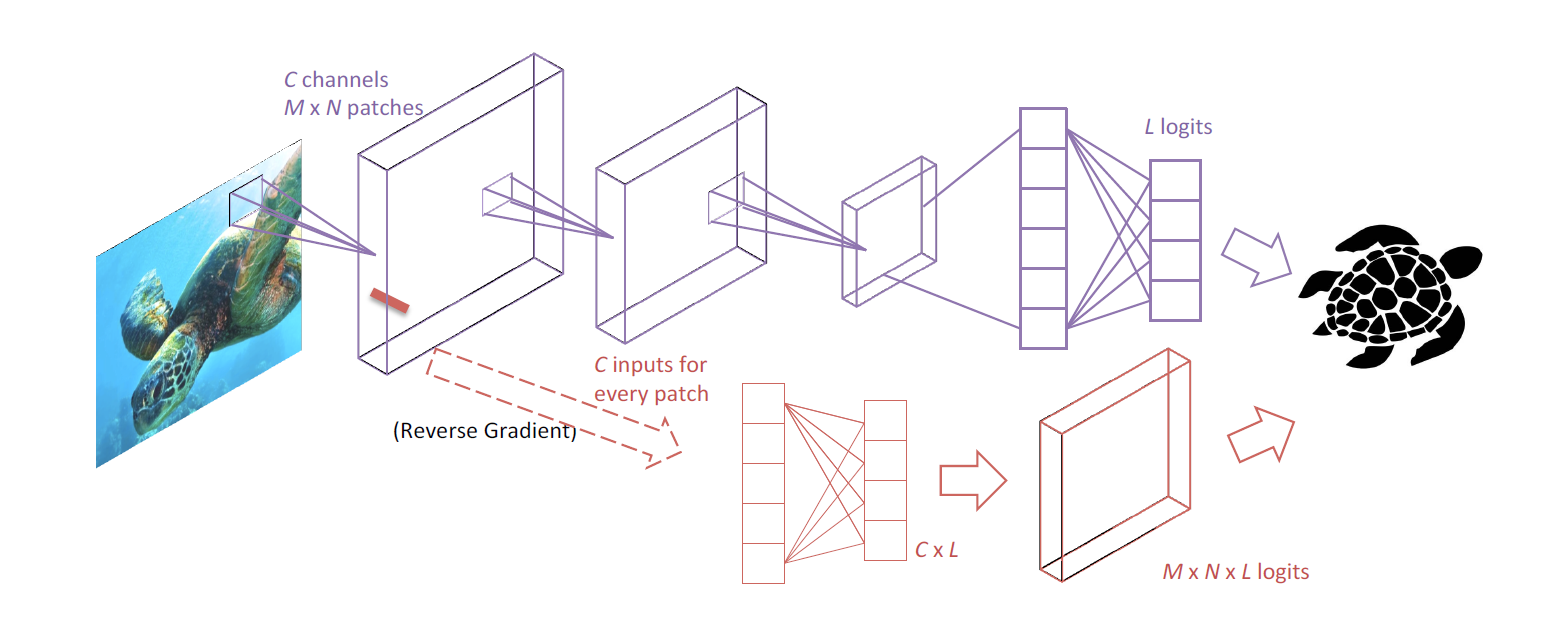 C channels
M x N patches
L logits
C inputs for
every patch
(Reverse Gradient)
C x L
M x N x L logits